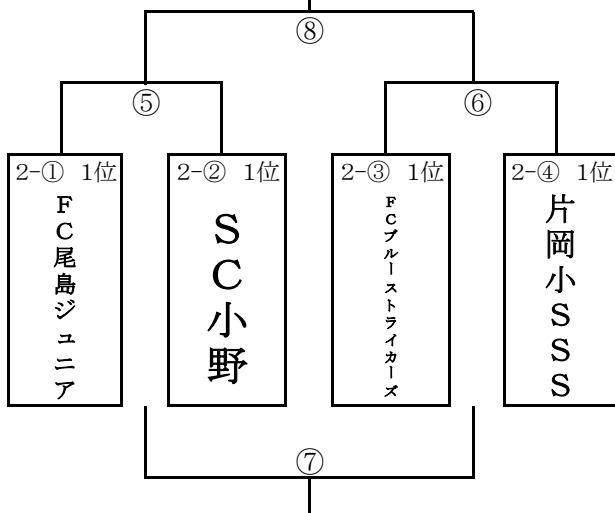 ⑧
⑤
⑥
2-① 1位
FC尾島ジュニア
2-② 1位
SC小野
2-③ 1位
FCブルーストライカーズ
2-④ 1位
片岡小SSS
⑦